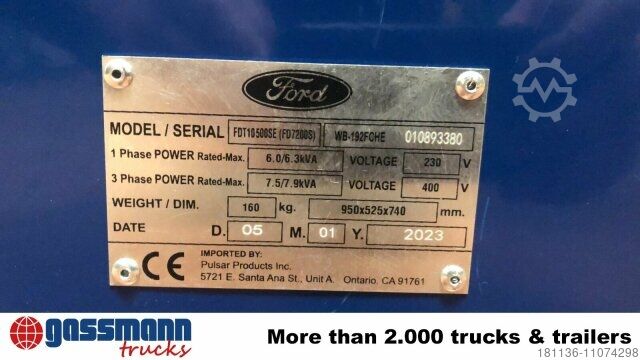 Ford
MODEL / SERIAL FDT10500SE (FD7200S) WB-192FCHE 010893380
1 Phase POWER Rated-Max. 6.0/6.3kVA VOLTAGE 230 V
3 Phase POWER Rated-Max. 7.5/7.9kVA VOLTAGE 400 V
WEIGHT / DIM. 160 kg. 950x525x740 mm.
DATE D. 05 M. 01 Y. 2023
CE
IMPORTED BY:
Pulsar Products Inc.
5721 E. Santa Ana St., Unit A. Ontario, CA 91761
gassmann
trucks
More than 2.000 trucks & trailers
181136-11074298